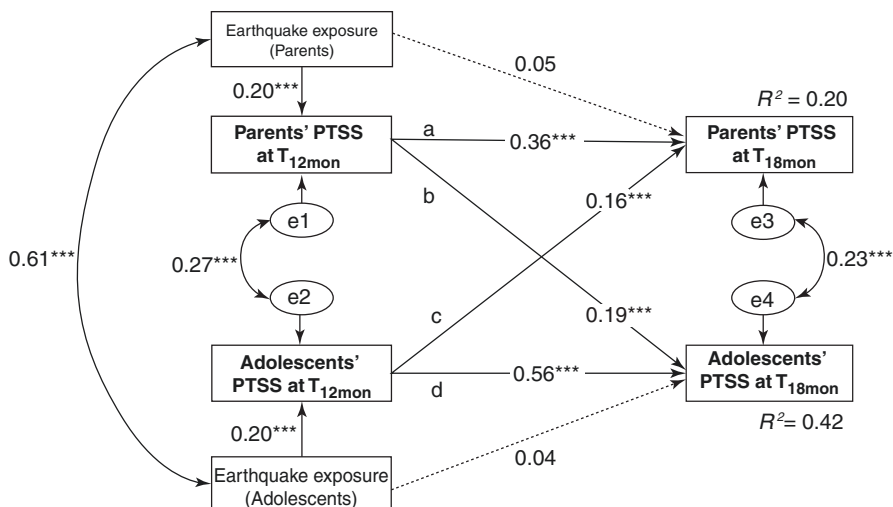 Earthquake exposure
(Parents)
0.05
0.20***
R² = 0.20
Parents' PTSS
at T12mon
a
0.36***
Parents' PTSS
at T18mon
b
0.16***
e1
e3
0.61***
0.27***
0.23***
e2
e4
c
0.19***
Adolescents'
PTSS at T12mon
d
0.56***
Adolescents'
PTSS at T18mon
0.20***
R² = 0.42
0.04
Earthquake exposure
(Adolescents)